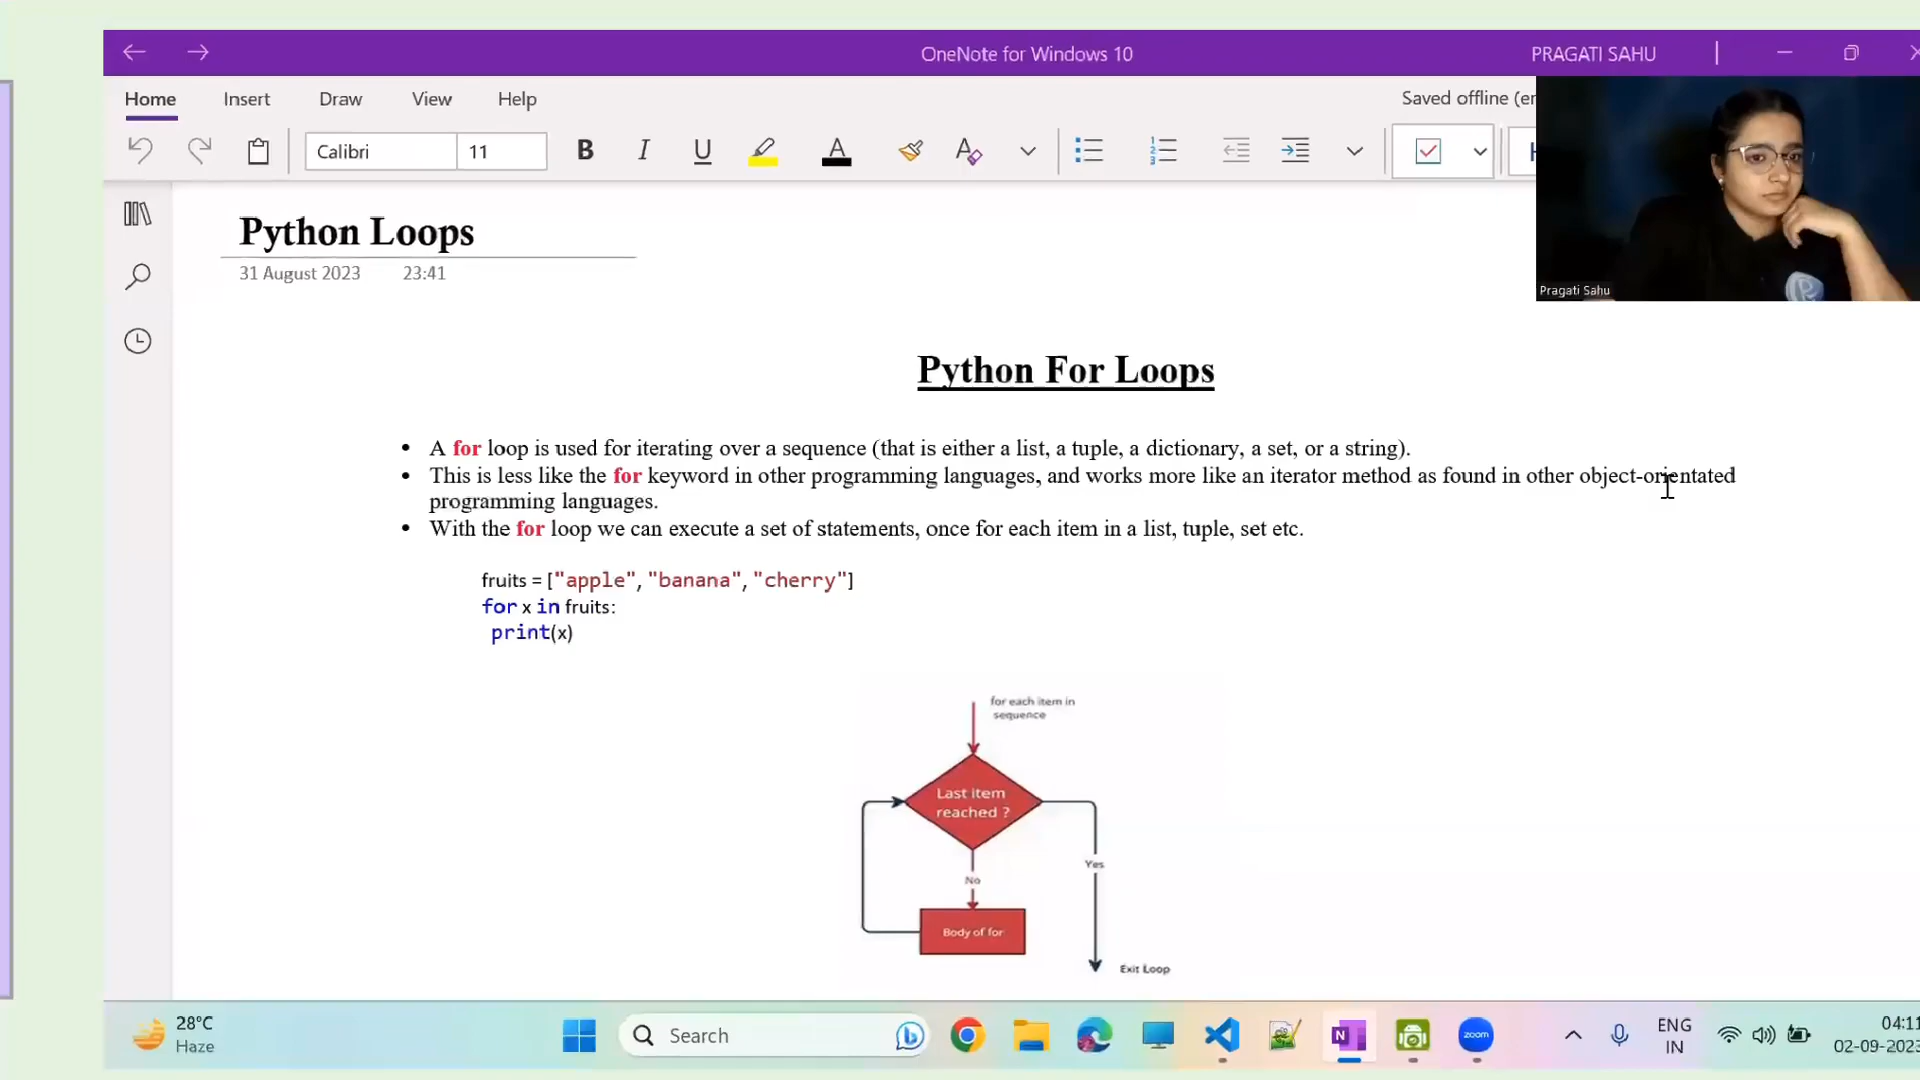 OneNote for Windows 10
PRAGATI SAHU
Home Insert Draw View Help
Saved offline (er
Calibri 11 B I U A A
Pragati Sahu
Python Loops
31 August 2023 23:41
Python For Loops
• A for loop is used for iterating over a sequence (that is either a list, a tuple, a dictionary, a set, or a string).
• This is less like the for keyword in other programming languages, and works more like an iterator method as found in other object-orientated
programming languages.
• With the for loop we can execute a set of statements, once for each item in a list, tuple, set etc.
fruits = ["apple", "banana", "cherry"]
for x in fruits:
print(x)
for each item in
sequence
Last item
reached ?
Yes
No
Body of for
Exit Loop
28°C
Haze
Search
zoom
ENG
IN
04:11
02-09-2023